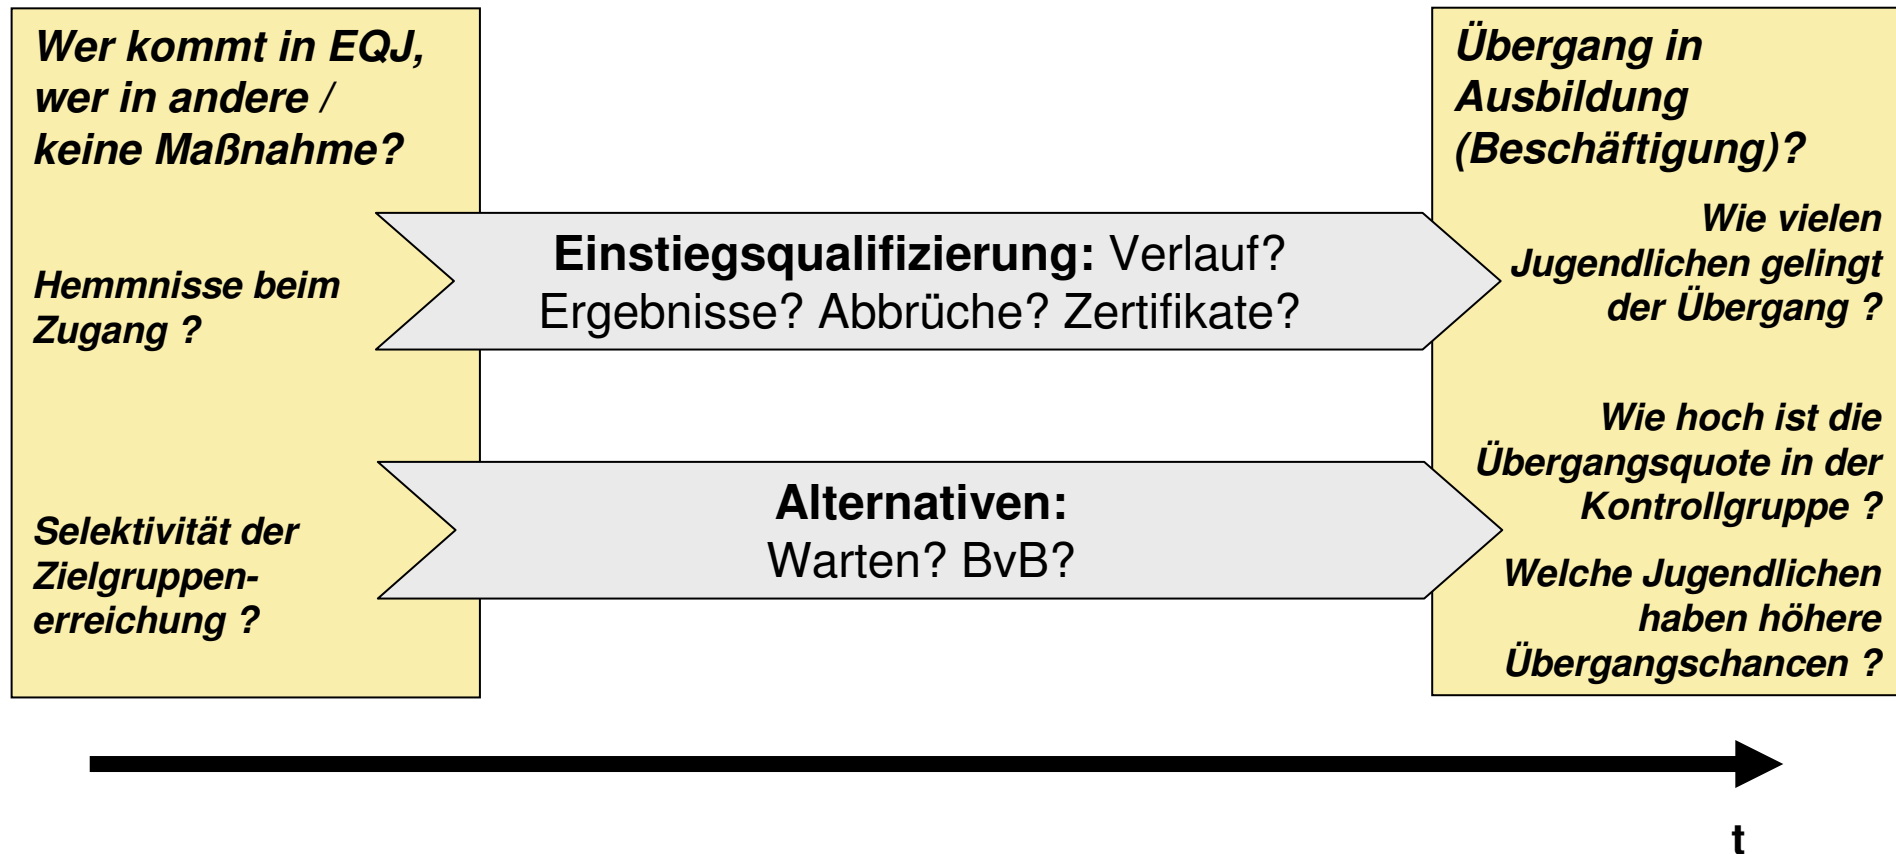 Wer kommt in EQJ,
wer in andere /
keine Maßnahme?
Hemmnisse beim
Zugang ?
Selektivität der
Zielgruppen-
erreichung ?
Einstiegsqualifizierung: Verlauf?
Ergebnisse? Abbrüche? Zertifikate?
Alternativen:
Warten? BvB?
Übergang in
Ausbildung
(Beschäftigung)?
Wie vielen
Jugendlichen gelingt
der Übergang ?
Wie hoch ist die
Übergangsquote in der
Kontrollgruppe ?
Welche Jugendlichen
haben höhere
Übergangschancen ?
t